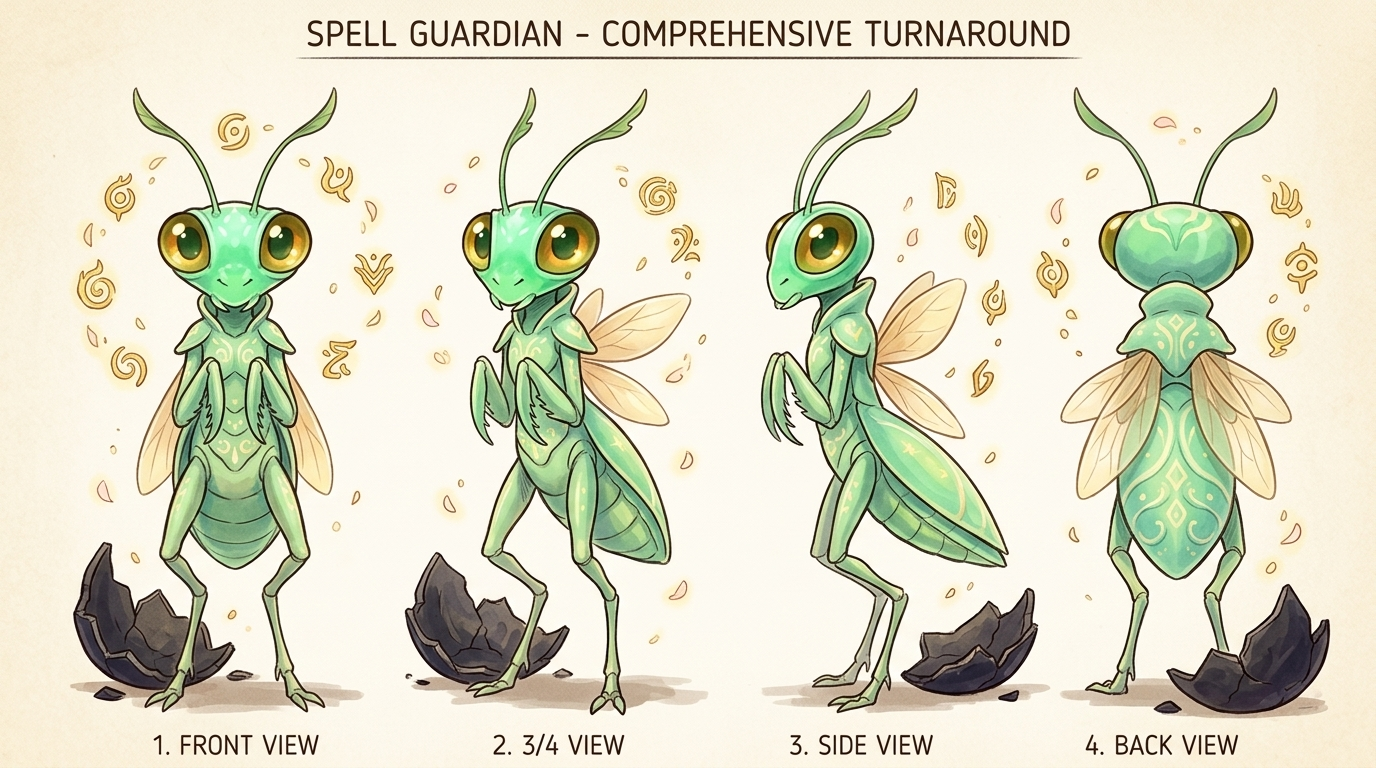 SPELL GUARDIAN - COMPREHENSIVE TURNAROUND
1. FRONT VIEW
2. 3/4 VIEW
3. SIDE VIEW
4. BACK VIEW